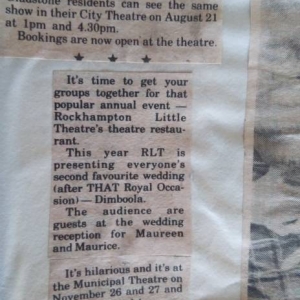 Gladstone residents can see the same
show in their City Theatre on August 21
at 1pm and 4.30pm.
Bookings are now open at the theatre.
★ ★ ★
It's time to get your
groups together for that
popular annual event —
Rockhampton Little
Theatre's theatre restau-
rant.
This year RLT is
presenting everyone's
second favourite wedding
(after THAT Royal Occa-
sion) — Dimboola.
The audience are
guests at the wedding
reception for Maureen
and Maurice.
It's hilarious and it's at
the Municipal Theatre on
November 26 and 27 and